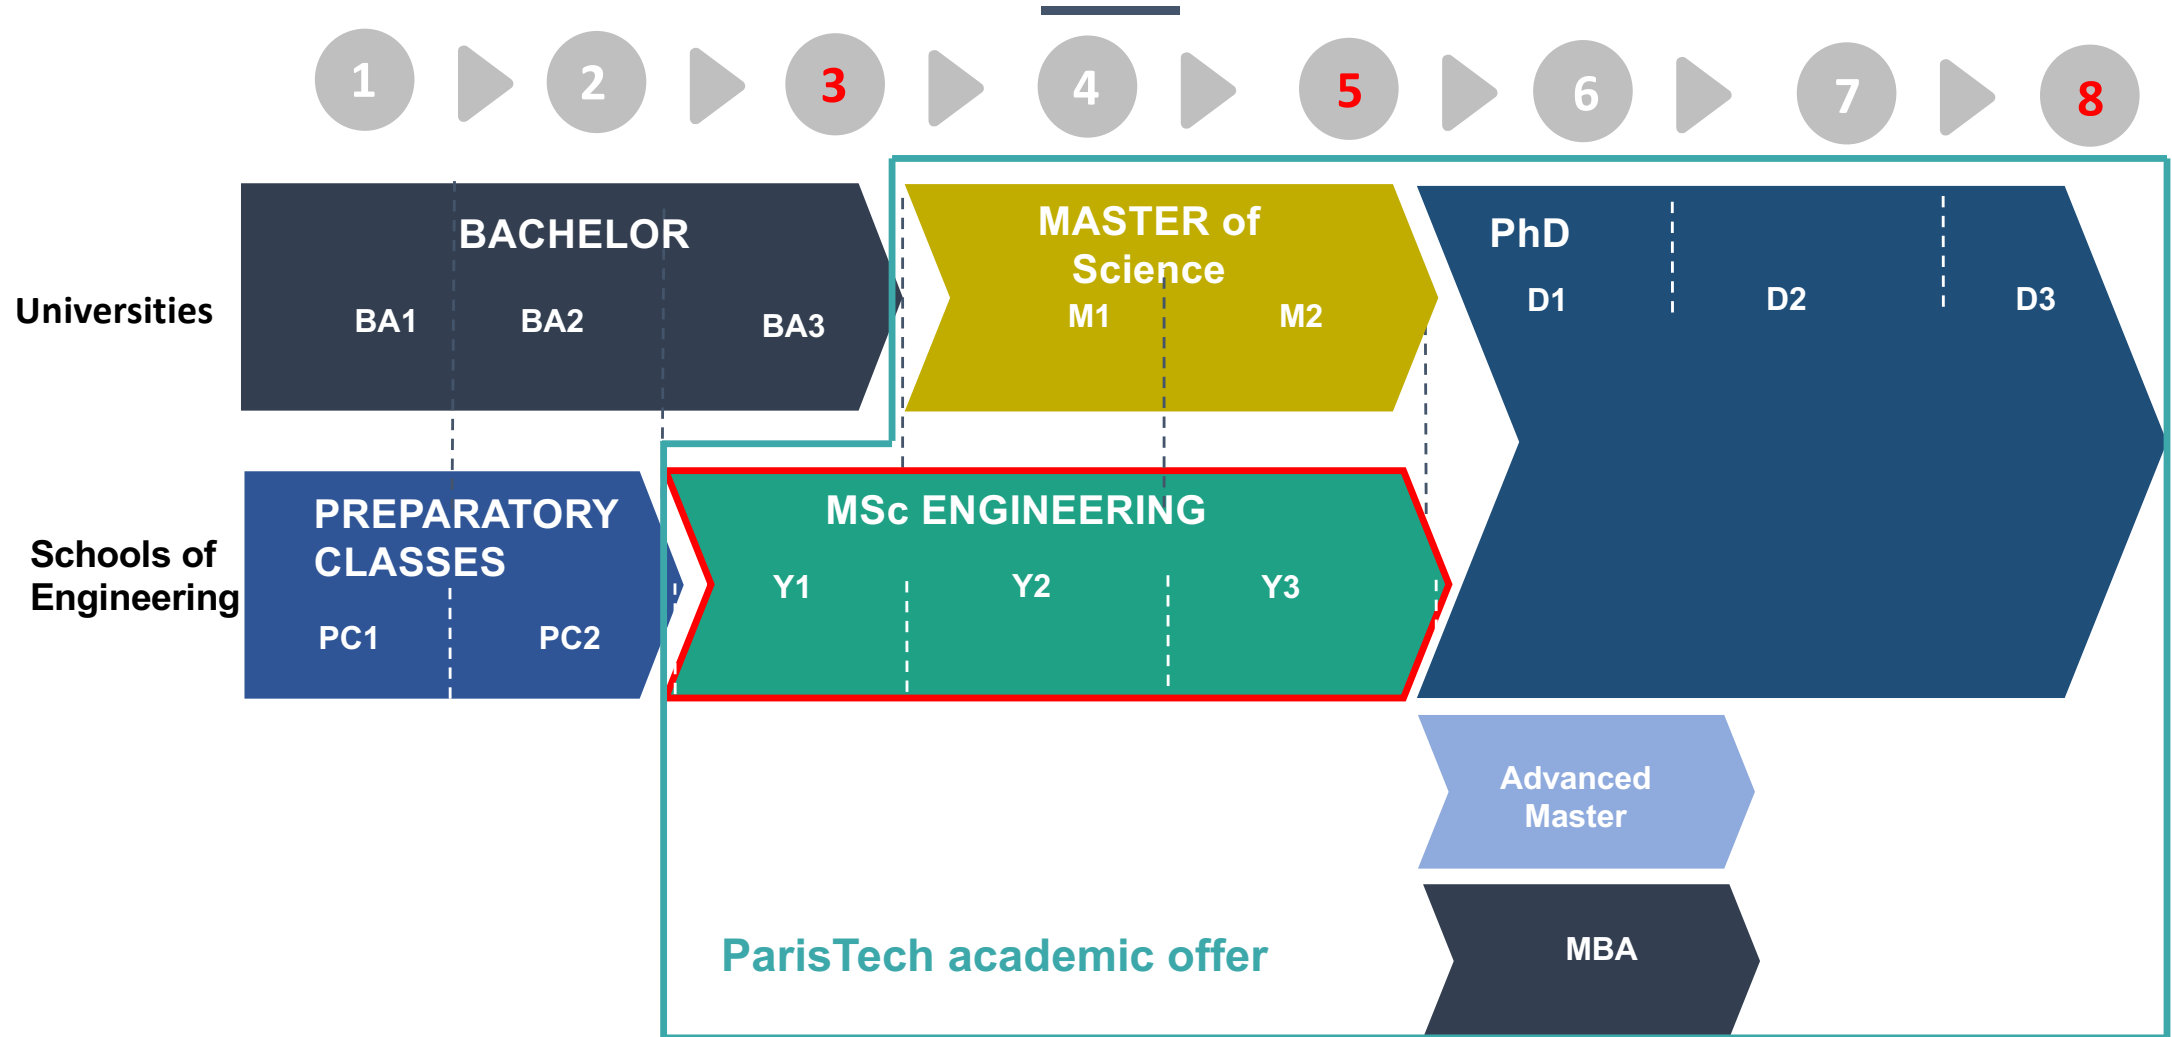 1
2
3
4
5
6
7
8
Universities
BACHELOR
BA1
BA2
BA3
MASTER of
Science
M1
M2
PhD
D1
D2
D3
Schools of
Engineering
PREPARATORY
CLASSES
PC1
PC2
MSc ENGINEERING
Y1
Y2
Y3
Advanced
Master
ParisTech academic offer
MBA